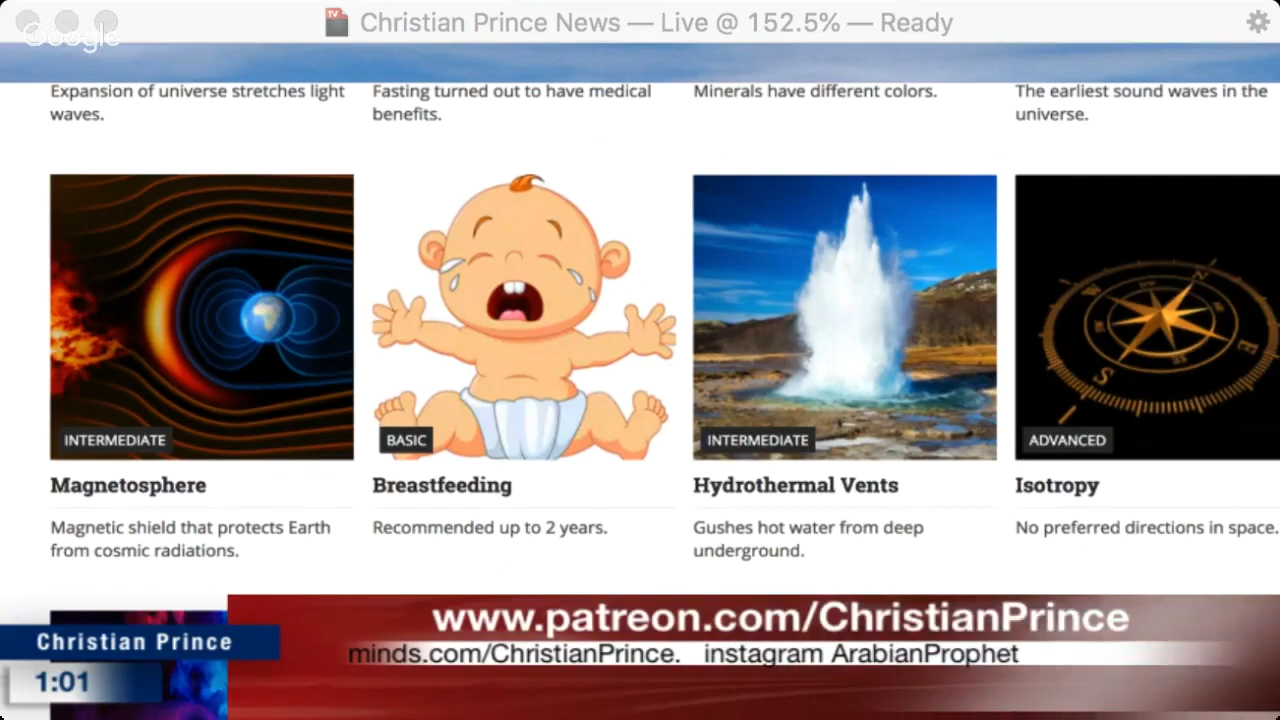 Christian Prince News — Live @ 152.5% — Ready
TV
Google
Expansion of universe stretches light
waves.
Fasting turned out to have medical
benefits.
Minerals have different colors.
The earliest sound waves in the
universe.
INTERMEDIATE
BASIC
INTERMEDIATE
N
E
S
W
ADVANCED
Magnetosphere
Magnetic shield that protects Earth
from cosmic radiations.
Breastfeeding
Recommended up to 2 years.
Hydrothermal Vents
Gushes hot water from deep
underground.
Isotropy
No preferred directions in space.
www.patreon.com/ChristianPrince
minds.com/ChristianPrince. instagram ArabianProphet
Christian Prince
1:01